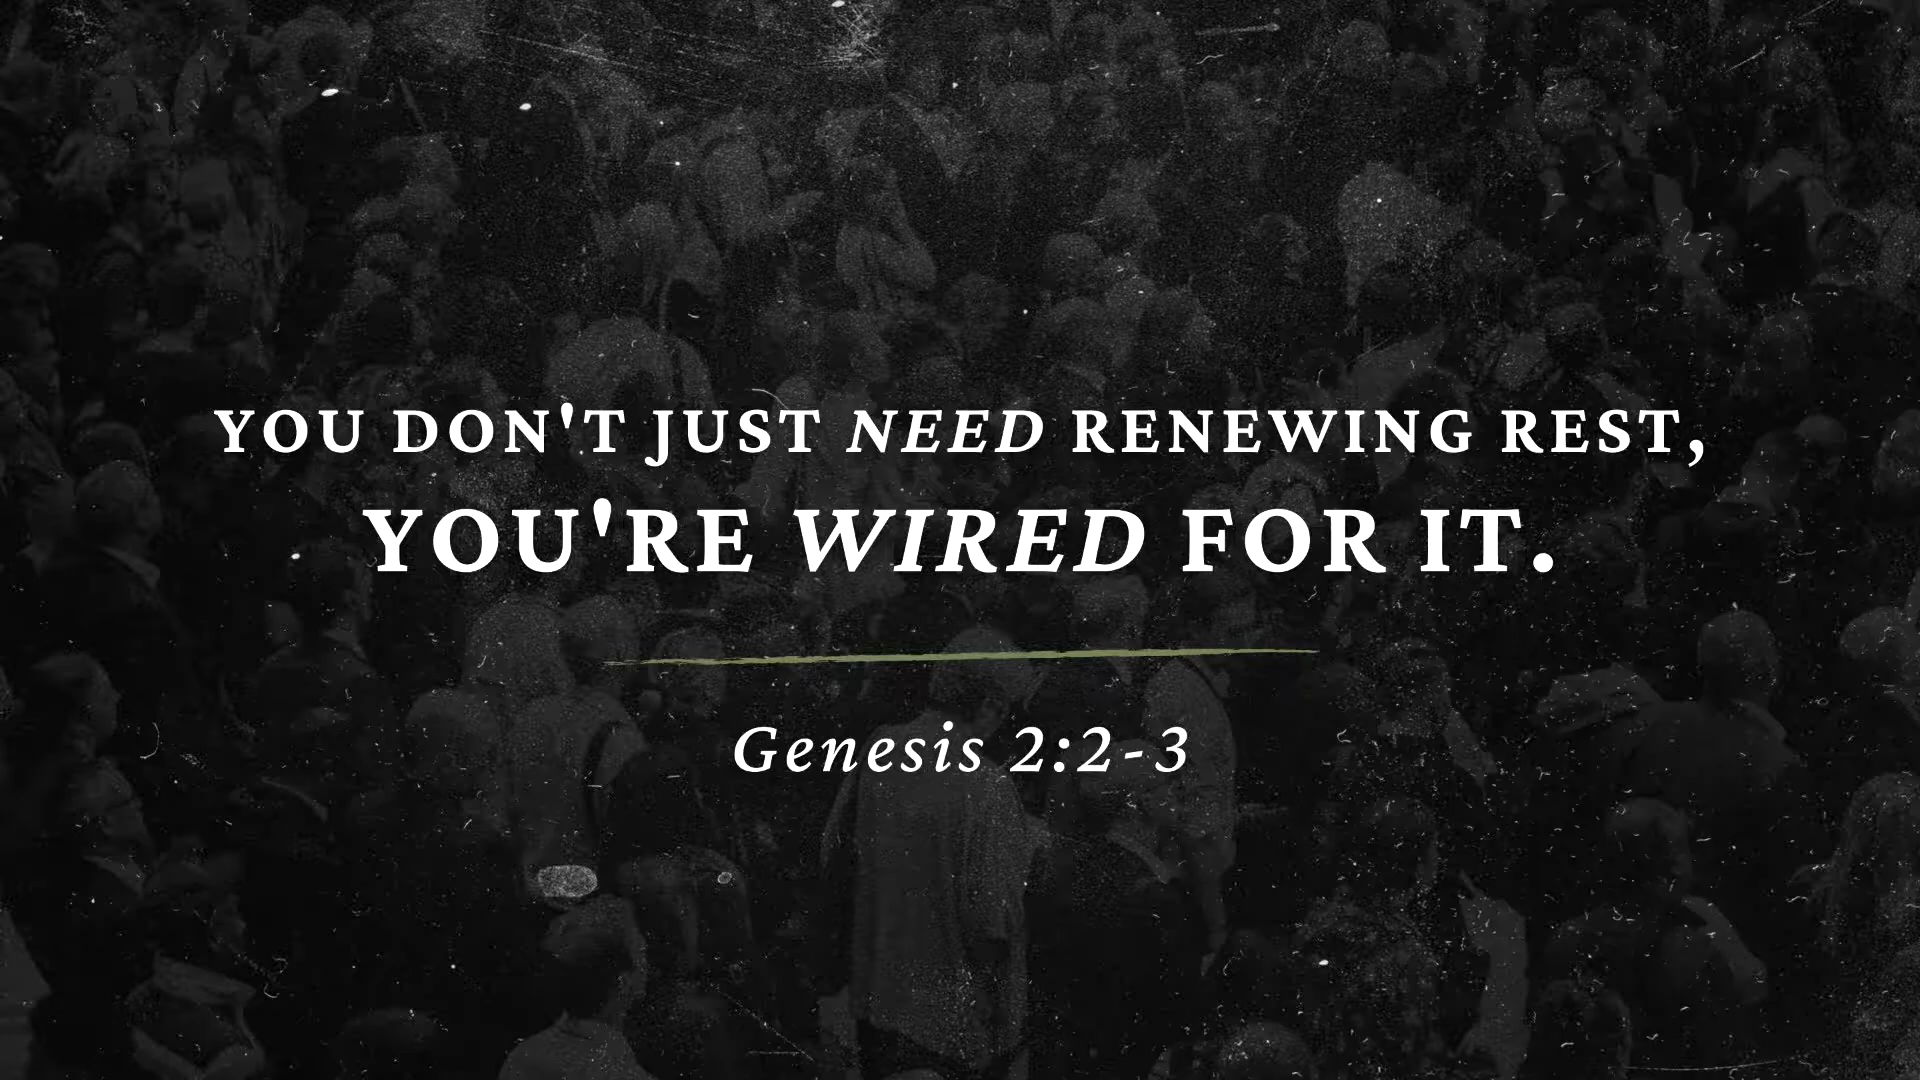 YOU DON'T JUST NEED RENEWING REST,
YOU'RE WIRED FOR IT.
Genesis 2:2-3